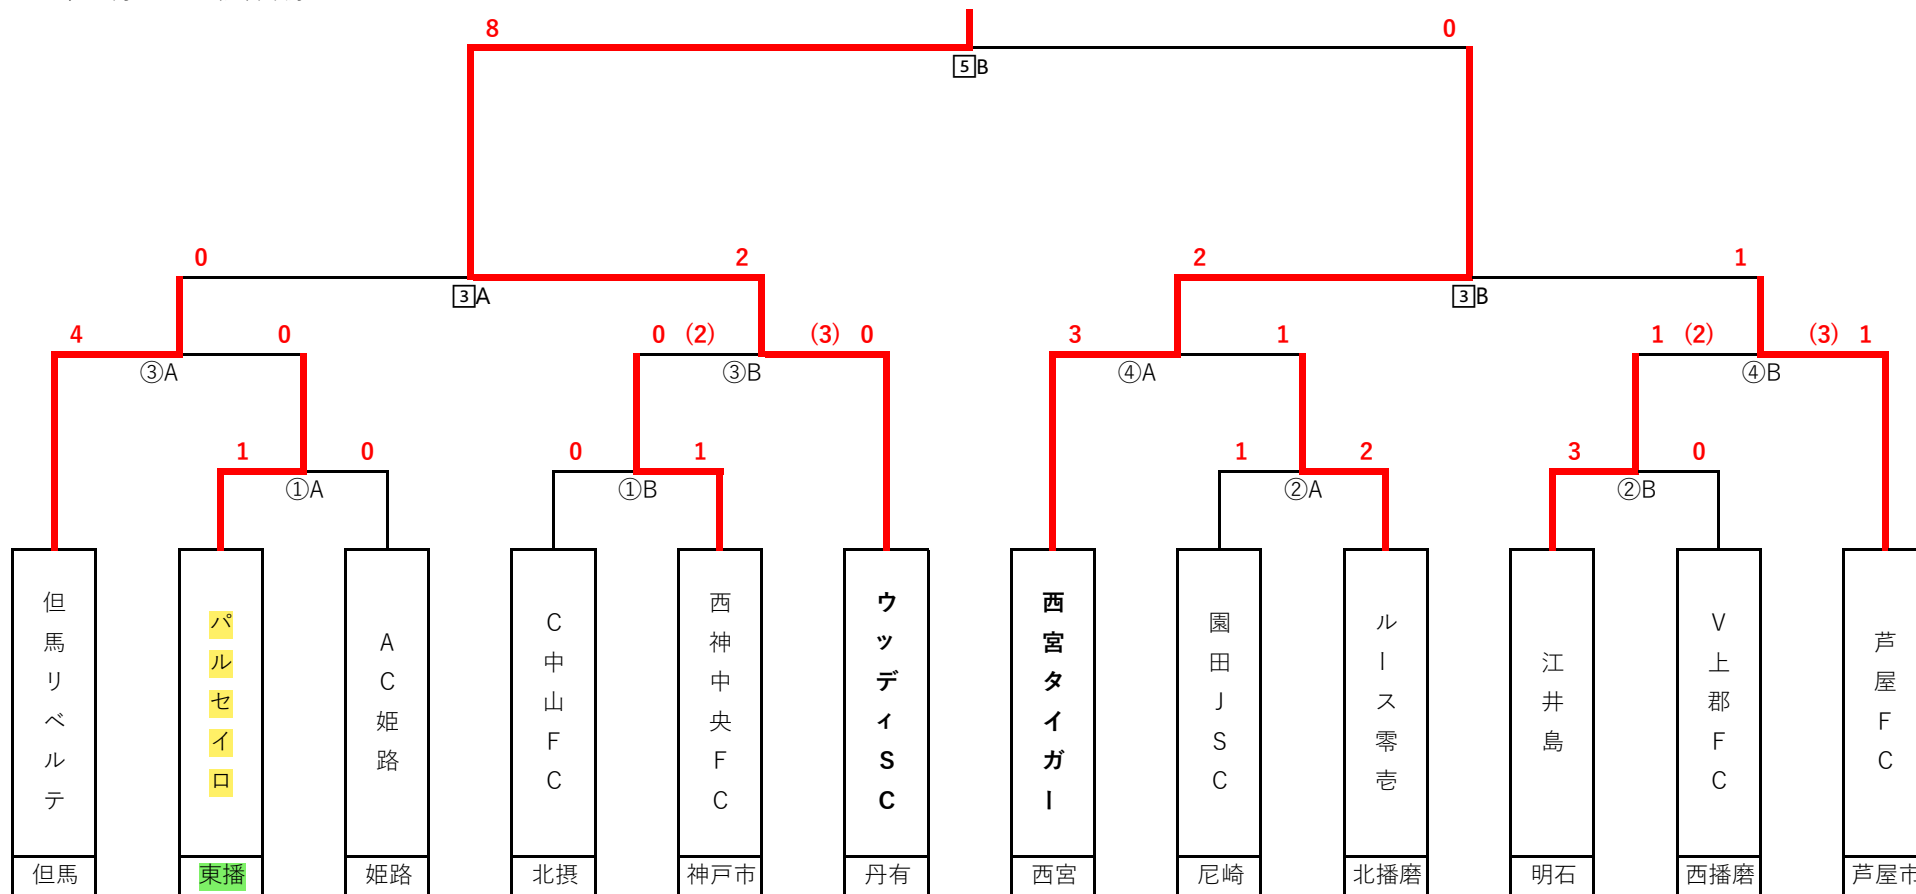 8 0
5 B
0 2 2 1
3 A 3 B
4 0 0 (2) (3) 0 3 1 1 (2) (3) 1
③A ③B ④A ④B
1 0 0 1 1 2 3 0
①A ①B ②A ②B
但馬リベルテ
パルセイロ
AC姫路
C中山FC
西神中央FC
ウッディSC
西宮タイガー
園田JSC
ルース零壱
江井島
V上郡FC
芦屋FC
但馬 東播 姫路 北摂 神戸市 丹有 西宮 尼崎 北播磨 明石 西播磨 芦屋市